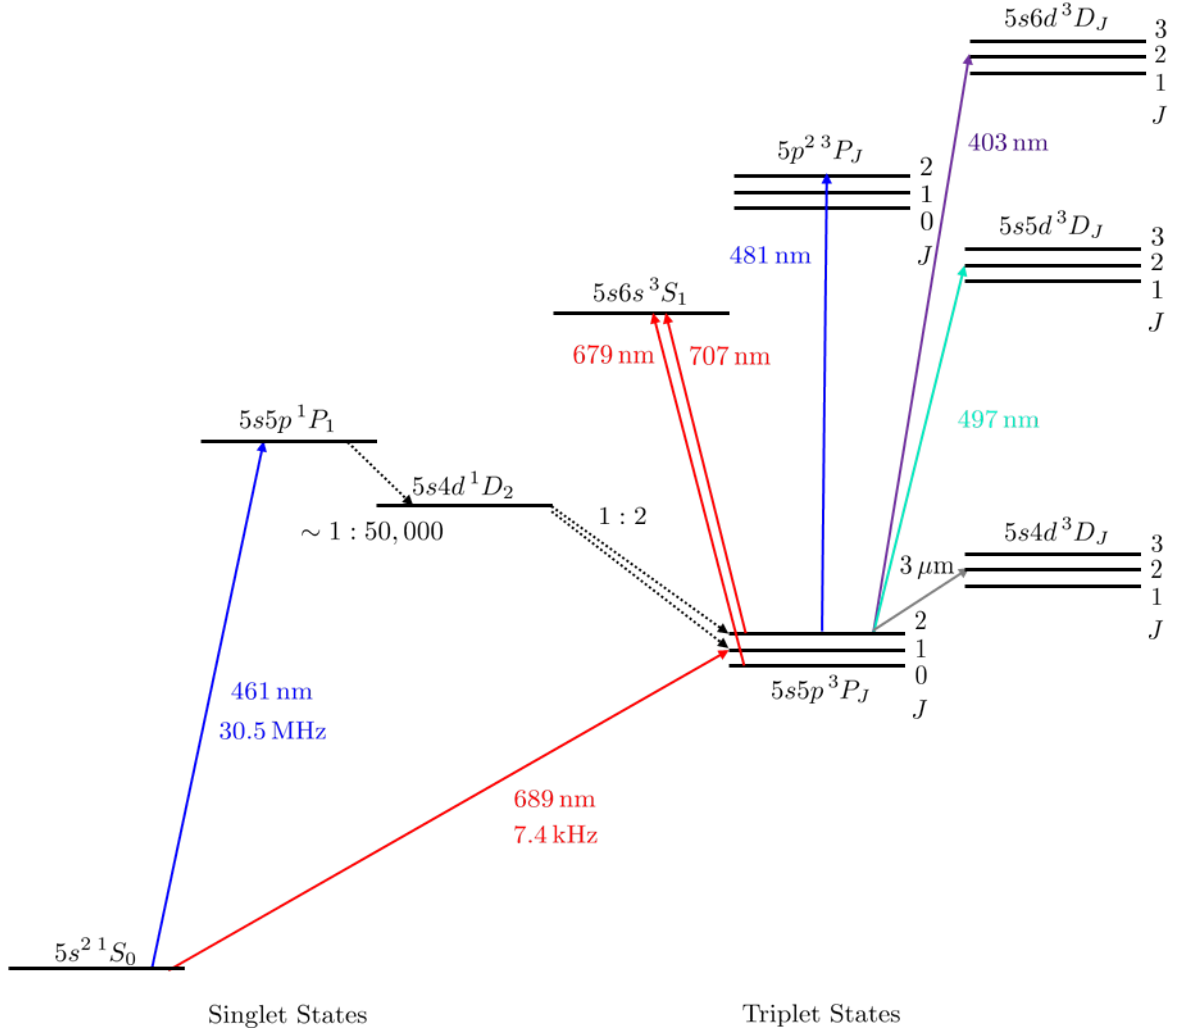 5s6d ³D_J
3
2
1
J
403 nm
5p² ³P_J
2
1
0
J
481 nm
5s5d ³D_J
3
2
1
J
5s6s ³S₁
679 nm
707 nm
497 nm
5s5p ¹P₁
5s4d ¹D₂
∼ 1 : 50,000
1 : 2
5s4d ³D_J
3
2
1
J
3 μm
2
1
0
5s5p ³P_J
J
461 nm
30.5 MHz
689 nm
7.4 kHz
5s² ¹S₀
Singlet States
Triplet States